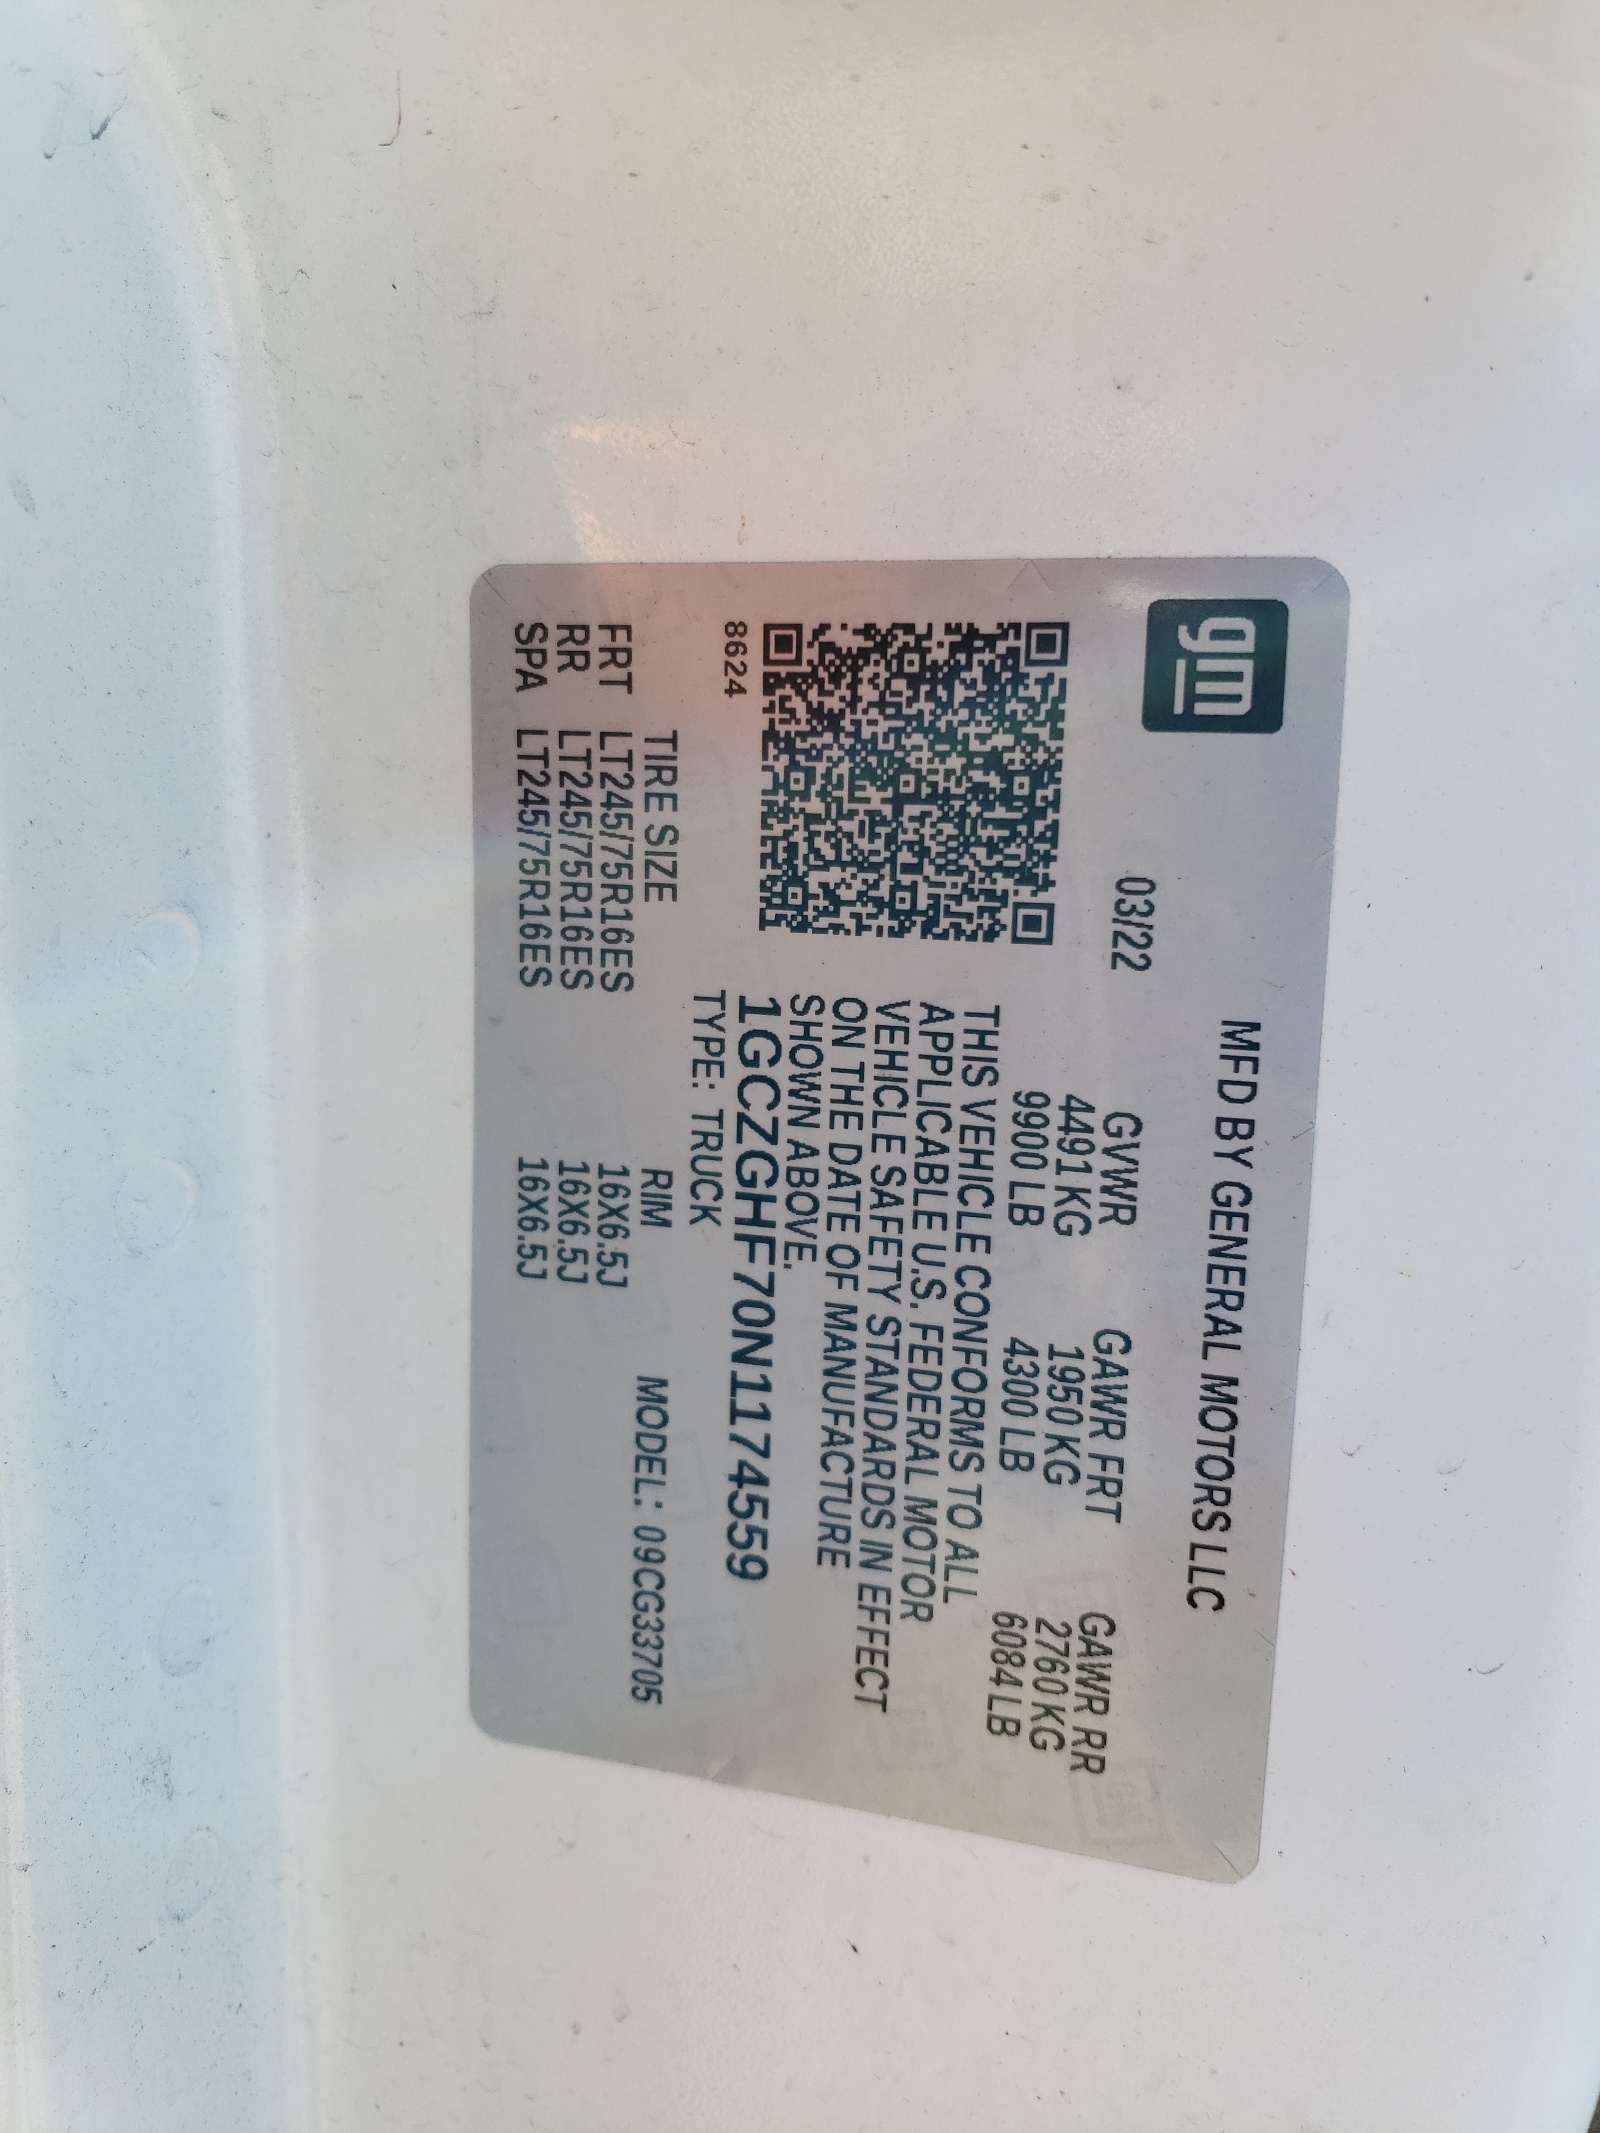 gm
MFD BY GENERAL MOTORS LLC
03/22
GVWR GAWR FRT GAWR RR
4491 KG 1950 KG 2760 KG
9900 LB 4300 LB 6084 LB
THIS VEHICLE CONFORMS TO ALL
APPLICABLE U.S. FEDERAL MOTOR
VEHICLE SAFETY STANDARDS IN EFFECT
ON THE DATE OF MANUFACTURE
SHOWN ABOVE.
8624
1GCZGHF70N1174559
TYPE: TRUCK
TIRE SIZE RIM MODEL: 09CG33705
FRT LT245/75R16ES 16X6.5J
RR LT245/75R16ES 16X6.5J
SPA LT245/75R16ES 16X6.5J